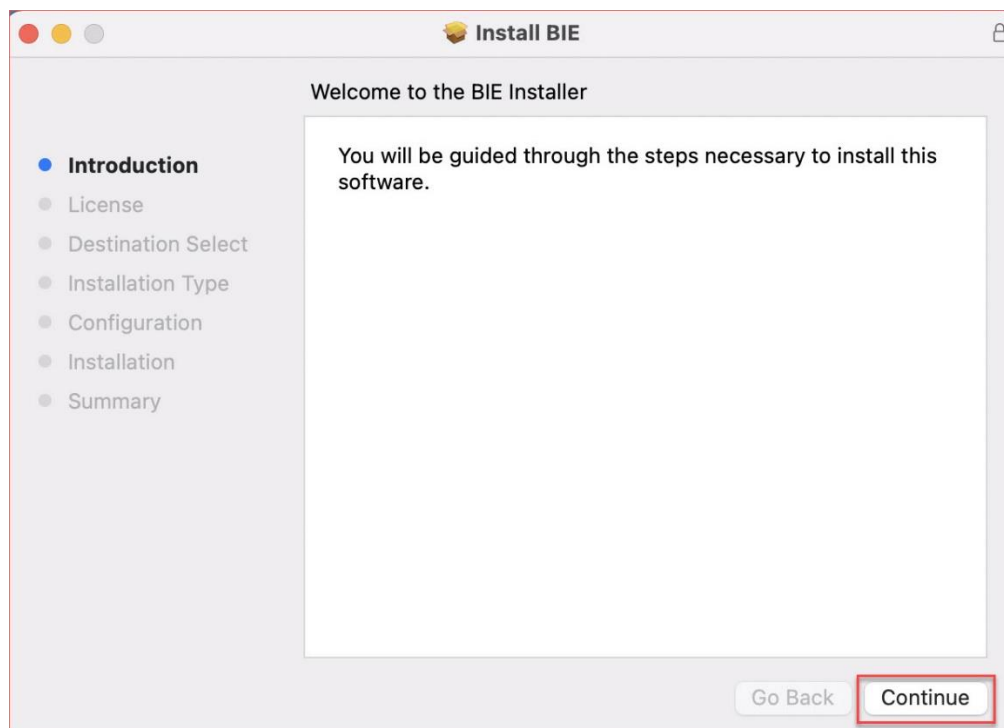 Install BIE
Welcome to the BIE Installer
Introduction
License
Destination Select
Installation Type
Configuration
Installation
Summary
You will be guided through the steps necessary to install this
software.
Go Back
Continue